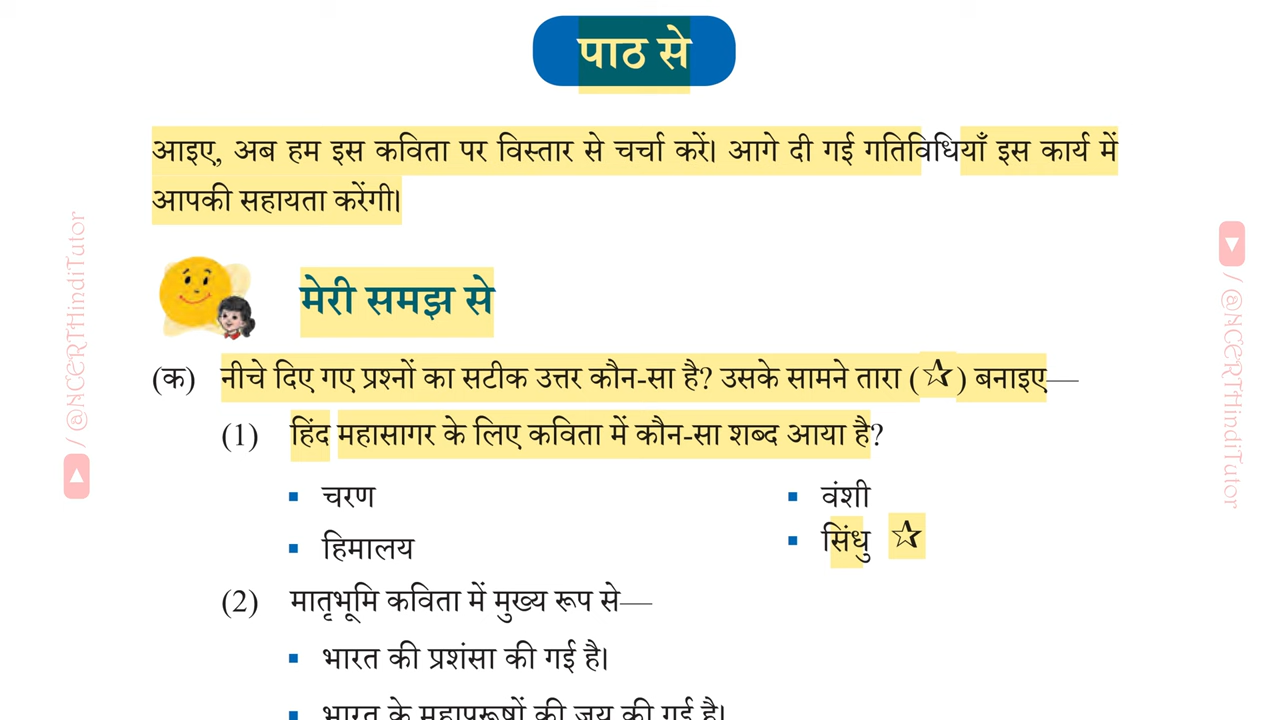 पाठ से
आइए, अब हम इस कविता पर विस्तार से चर्चा करें। आगे दी गई गतिविधियाँ इस कार्य में
आपकी सहायता करेंगी।
मेरी समझ से
(क) नीचे दिए गए प्रश्नों का सटीक उत्तर कौन-सा है? उसके सामने तारा (☆) बनाइए—
(1) हिंद महासागर के लिए कविता में कौन-सा शब्द आया है?
▪ चरण ▪ वंशी
▪ हिमालय ▪ सिंधु ☆
(2) मातृभूमि कविता में मुख्य रूप से—
▪ भारत की प्रशंसा की गई है।
▪ भारत के महापुरूषों की जय की गई है।
/ @NCERTHindiTutor
/ @NCERTHindiTutor